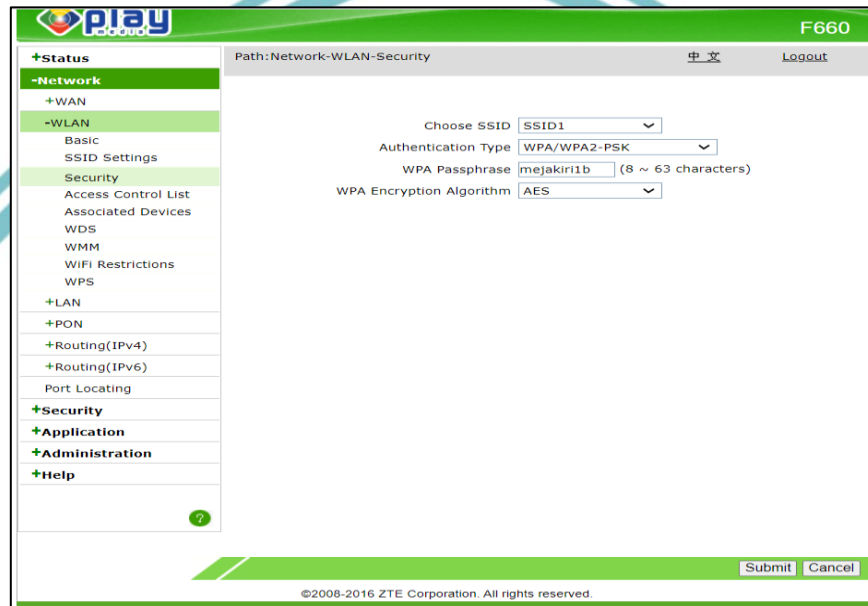 play
F660
+Status
Path:Network-WLAN-Security 中 文 Logout
-Network
+WAN
-WLAN
Basic
SSID Settings
Security
Access Control List
Associated Devices
WDS
WMM
WiFi Restrictions
WPS
+LAN
+PON
+Routing(IPv4)
+Routing(IPv6)
Port Locating
+Security
+Application
+Administration
+Help
?
Choose SSID SSID1
Authentication Type WPA/WPA2-PSK
WPA Passphrase mejakiri1b (8 ~ 63 characters)
WPA Encryption Algorithm AES
Submit Cancel
©2008-2016 ZTE Corporation. All rights reserved.